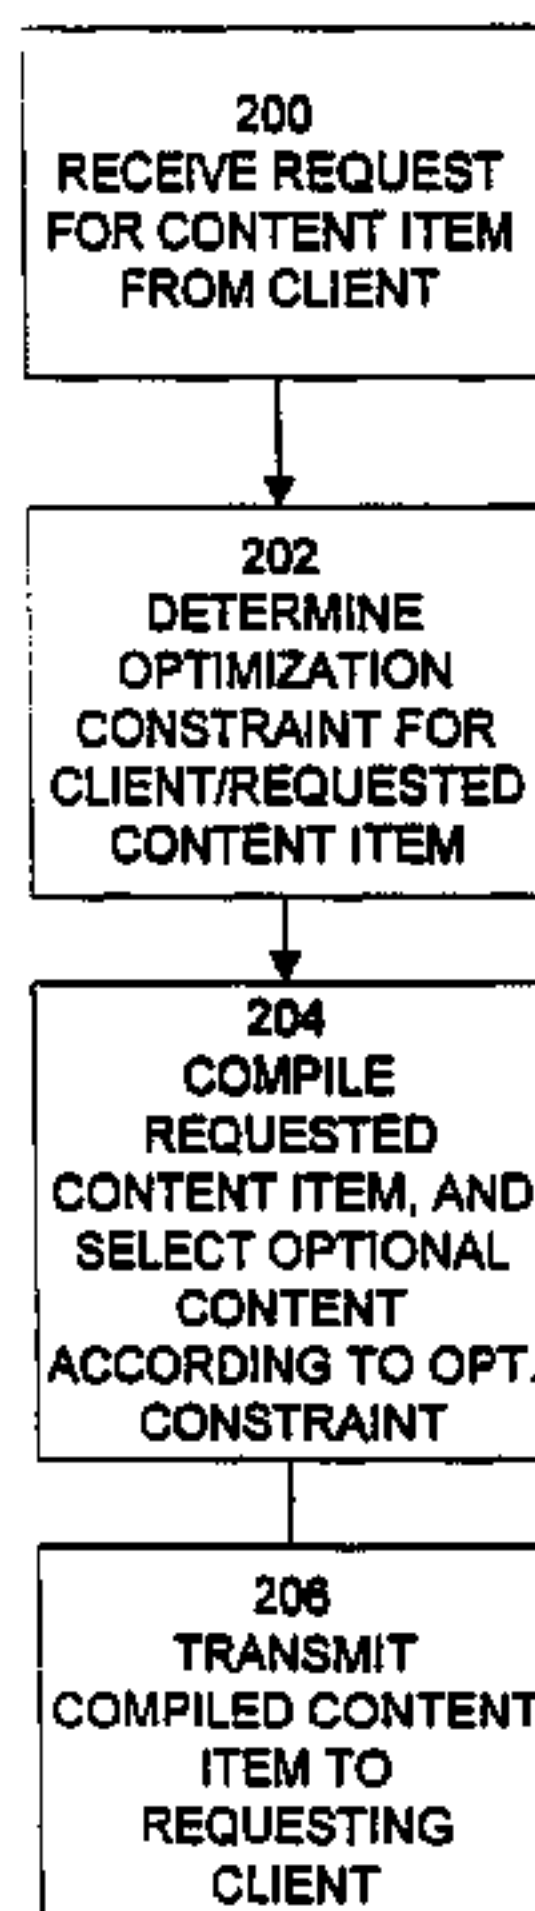 200
RECEIVE REQUEST
FOR CONTENT ITEM
FROM CLIENT
202
DETERMINE
OPTIMIZATION
CONSTRAINT FOR
CLIENT/REQUESTED
CONTENT ITEM
204
COMPILE
REQUESTED
CONTENT ITEM, AND
SELECT OPTIONAL
CONTENT
ACCORDING TO OPT.
CONSTRAINT
206
TRANSMIT
COMPILED CONTENT
ITEM TO
REQUESTING
CLIENT